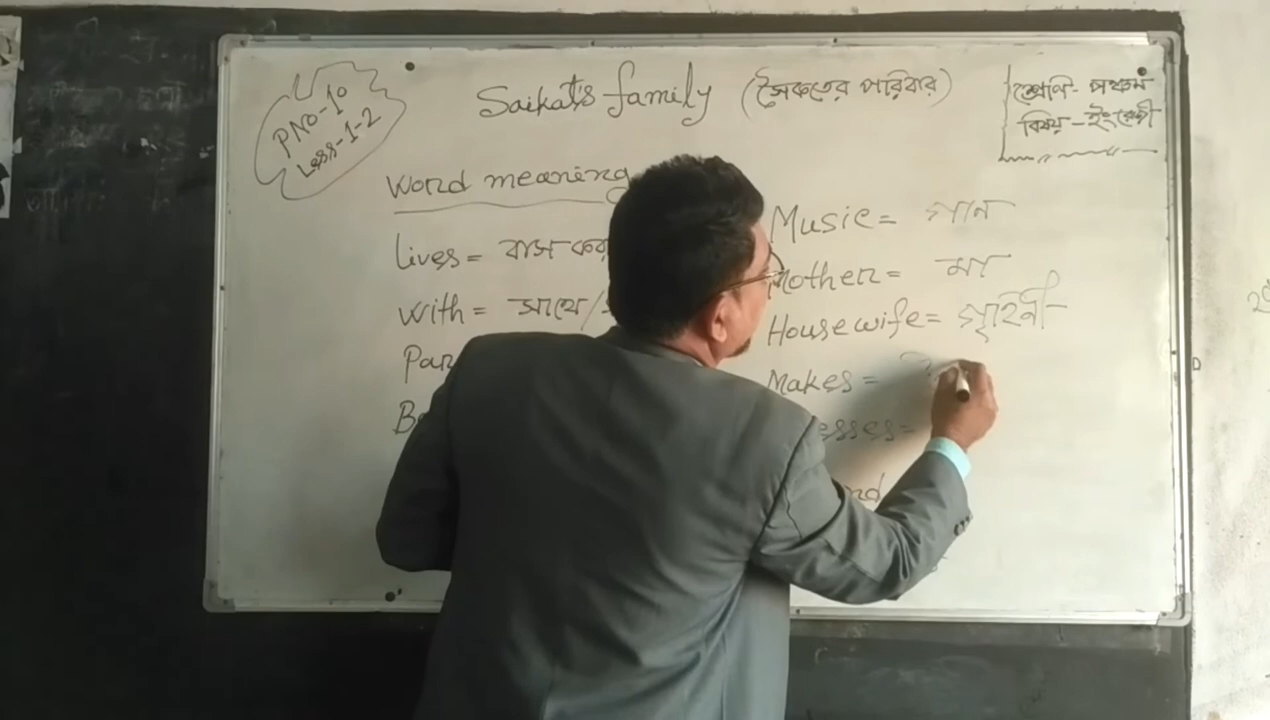 PNo-10
Less-1-2
Saikat's family (সৈকতের পরিবার)
শ্রেণি- পঞ্চম
বিষয়-ইংরেজী
Word meaning
lives = বাস কর
with = সাথে/
Par
Music = গান
Mother = মা
Housewife = গৃহিনী
Makes =
esses=
nd